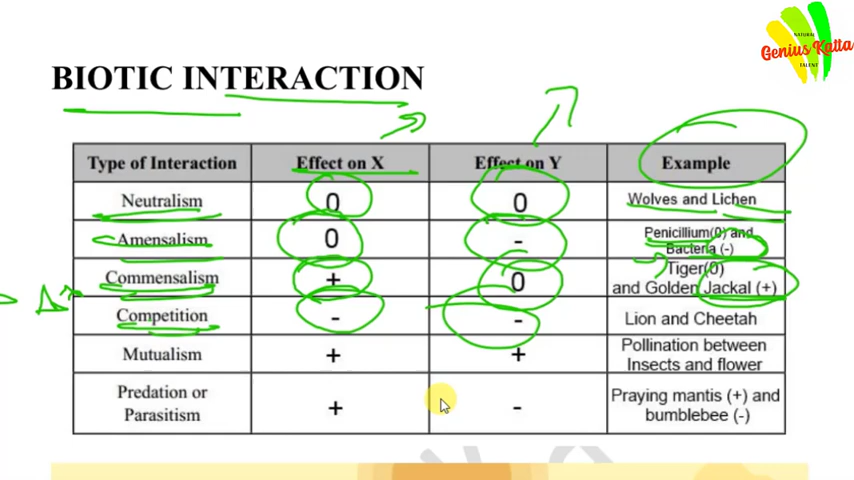 NATURAL
Genius Katta
TALENT
BIOTIC INTERACTION
Type of Interaction Effect on X Effect on Y Example
Neutralism 0 0 Wolves and Lichen
Amensalism 0 - Penicillium(0) and
Bacteria (-)
Commensalism + 0 Tiger(0)
and Golden Jackal (+)
Competition - - Lion and Cheetah
Mutualism + + Pollination between
Insects and flower
Predation or
Parasitism + - Praying mantis (+) and
bumblebee (-)